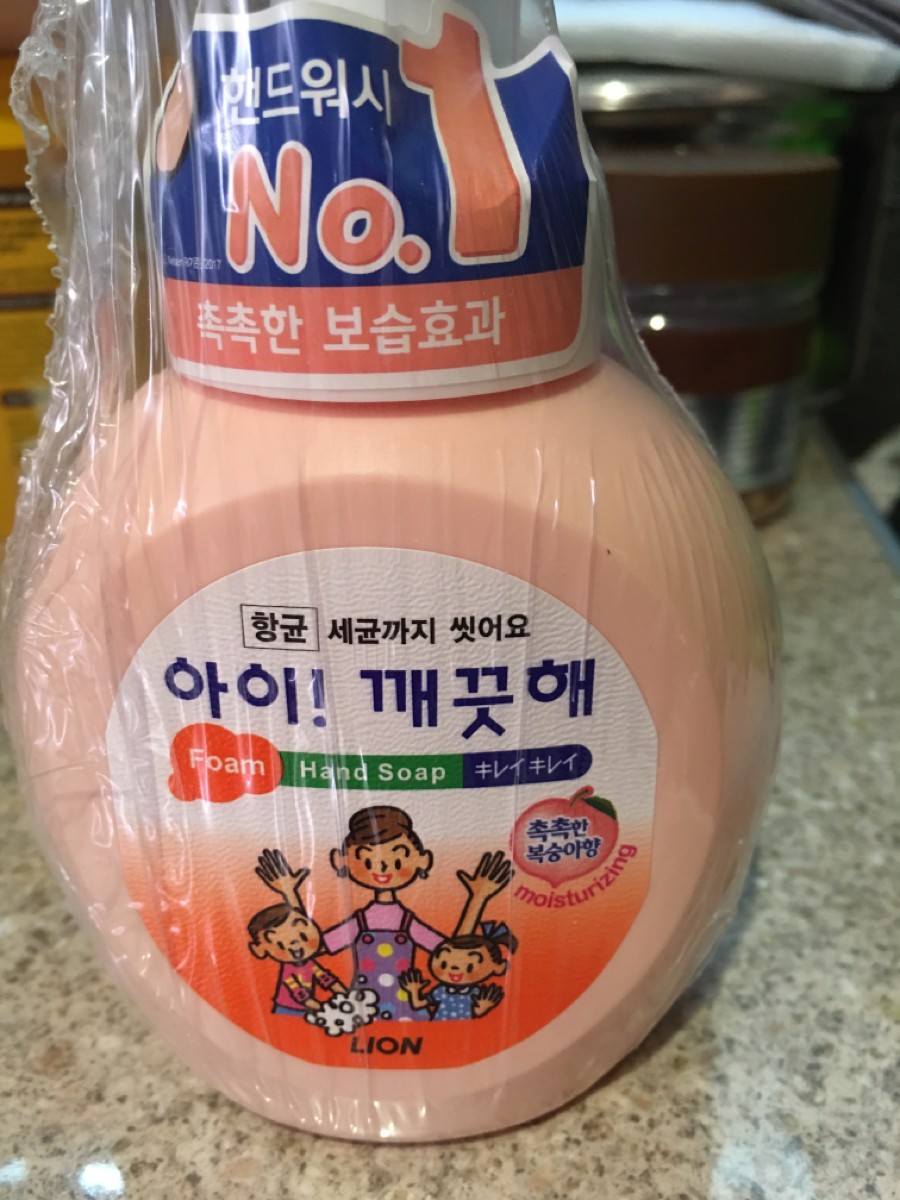 핸드워시
No.1
촉촉한 보습효과
항균 세균까지 씻어요
아이! 깨끗해
Foam Hand Soap キレイキレイ
촉촉한
복숭아향
moisturizing
LION